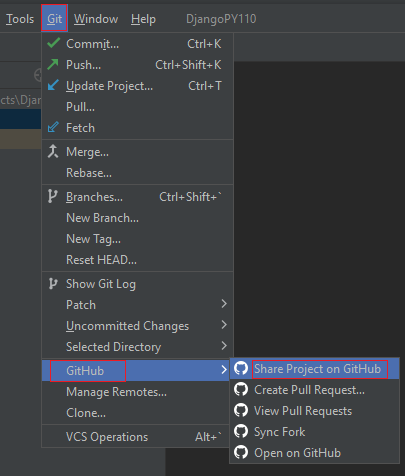 Tools Git Window Help DjangoPY110
Commit... Ctrl+K
Push... Ctrl+Shift+K
cts\Djan
Update Project... Ctrl+T
Pull...
Fetch
Merge...
Rebase...
Branches... Ctrl+Shift+`
New Branch...
New Tag...
Reset HEAD...
Show Git Log
Patch
Uncommitted Changes
Selected Directory
GitHub
Share Project on GitHub
Manage Remotes...
Create Pull Request...
Clone...
View Pull Requests
Sync Fork
VCS Operations Alt+`
Open on GitHub